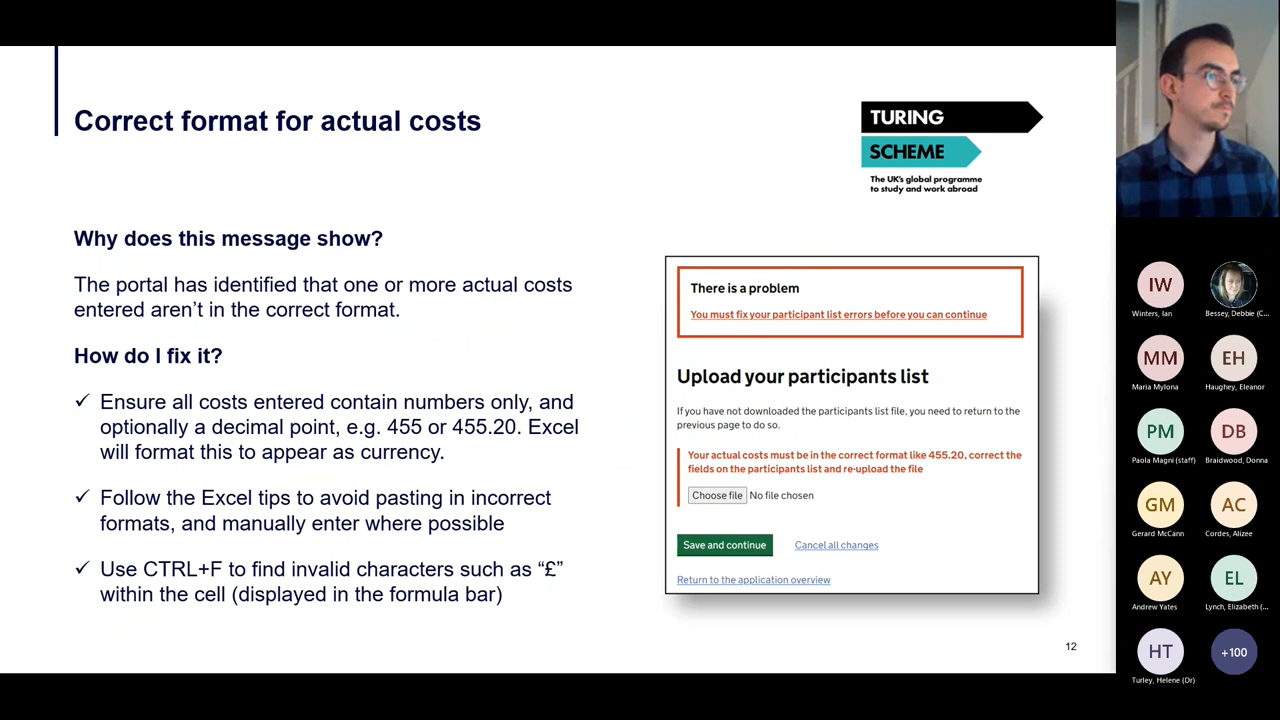 Correct format for actual costs
TURING
SCHEME
The UK's global programme
to study and work abroad
Why does this message show?
The portal has identified that one or more actual costs
entered aren't in the correct format.
How do I fix it?
✓ Ensure all costs entered contain numbers only, and
optionally a decimal point, e.g. 455 or 455.20. Excel
will format this to appear as currency.
✓ Follow the Excel tips to avoid pasting in incorrect
formats, and manually enter where possible
✓ Use CTRL+F to find invalid characters such as “£”
within the cell (displayed in the formula bar)
There is a problem
You must fix your participant list errors before you can continue
Upload your participants list
If you have not downloaded the participants list file, you need to return to the
previous page to do so.
Your actual costs must be in the correct format like 455.20, correct the
fields on the participants list and re-upload the file
Choose file No file chosen
Save and continue Cancel all changes
Return to the application overview
12
IW
Winters, Ian Bessey, Debbie (C...
MM EH
Maria Mylona Haughey, Eleanor
PM DB
Paola Magni (staff) Braidwood, Donna
GM AC
Gerard McCann Cordes, Alizee
AY EL
Andrew Yates Lynch, Elizabeth (...
HT +100
Turley, Helene (Dr)